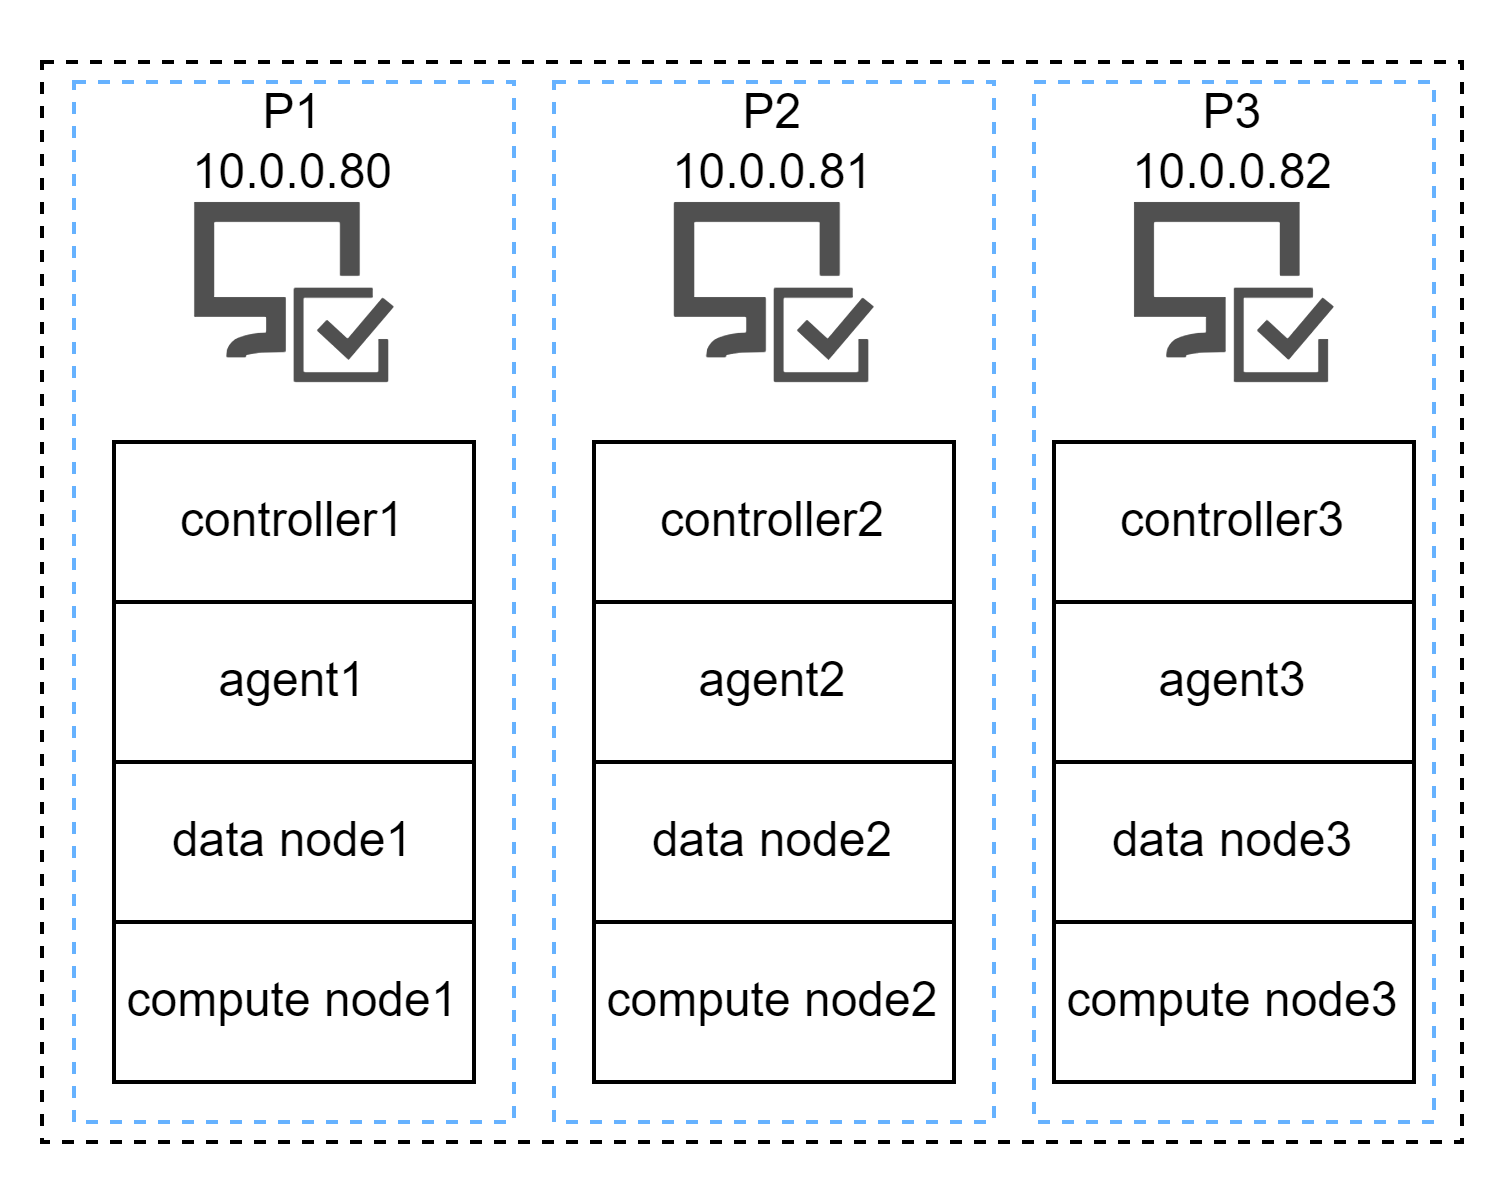 P1
10.0.0.80
controller1
agent1
data node1
compute node1
P2
10.0.0.81
controller2
agent2
data node2
compute node2
P3
10.0.0.82
controller3
agent3
data node3
compute node3